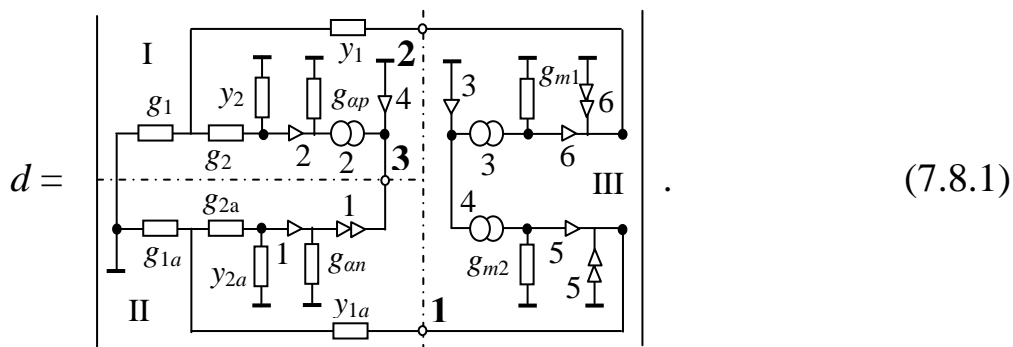 I
y₁
2
g₁
y₂
gαp
4
3
gm1
6
g₂
2
2
3
3
6
d =
III
.
(7.8.1)
g₂ₐ
1
4
g₁ₐ
y₂ₐ
1
gαn
gm2
5
5
II
y₁ₐ
1